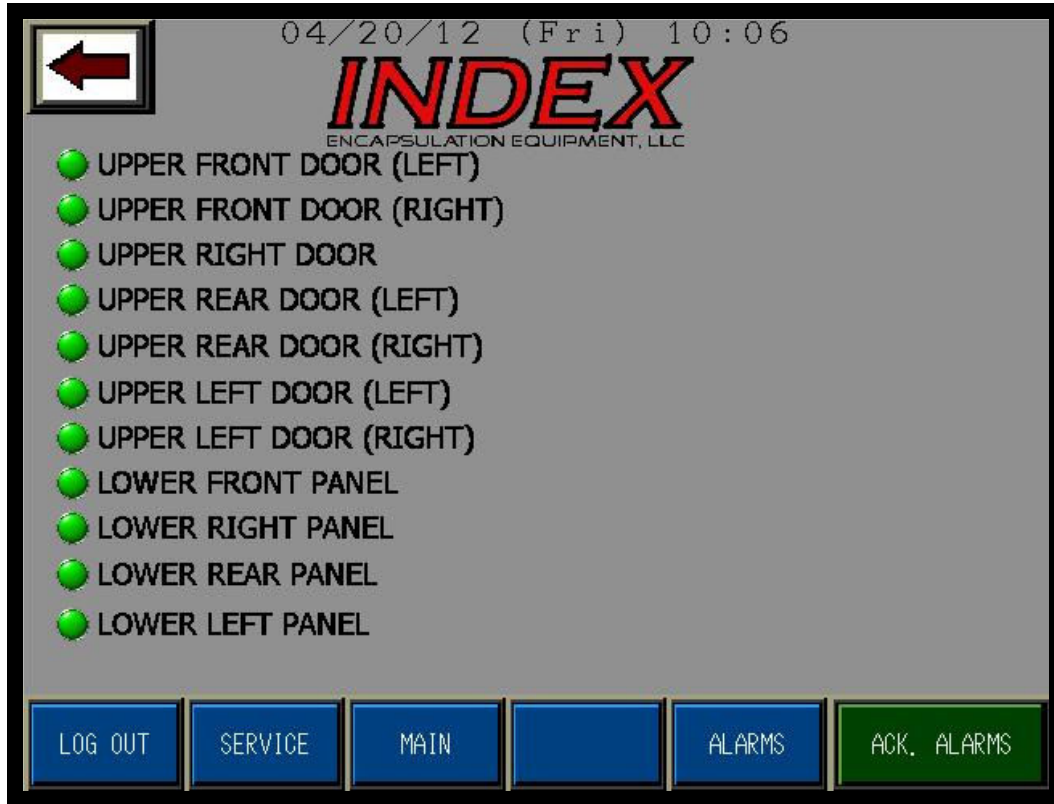 04/20/12 (Fri) 10:06
INDEX
ENCAPSULATION EQUIPMENT, LLC
UPPER FRONT DOOR (LEFT)
UPPER FRONT DOOR (RIGHT)
UPPER RIGHT DOOR
UPPER REAR DOOR (LEFT)
UPPER REAR DOOR (RIGHT)
UPPER LEFT DOOR (LEFT)
UPPER LEFT DOOR (RIGHT)
LOWER FRONT PANEL
LOWER RIGHT PANEL
LOWER REAR PANEL
LOWER LEFT PANEL
LOG OUT SERVICE MAIN ALARMS ACK. ALARMS